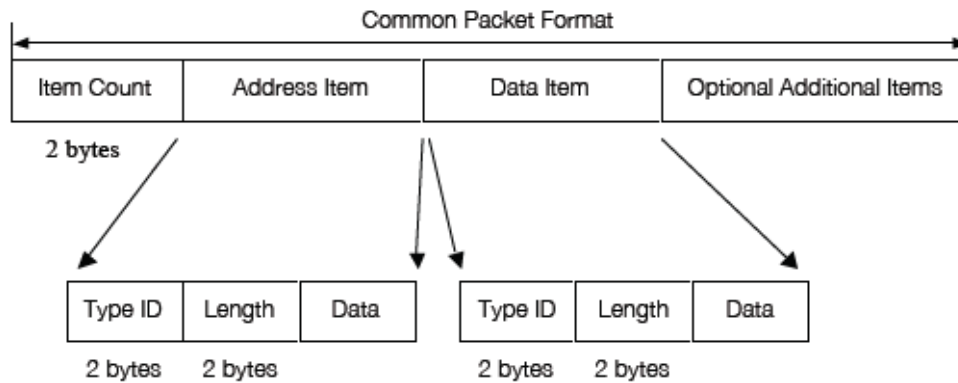 Common Packet Format
Item Count Address Item Data Item Optional Additional Items
2 bytes
Type ID Length Data Type ID Length Data
2 bytes 2 bytes 2 bytes 2 bytes